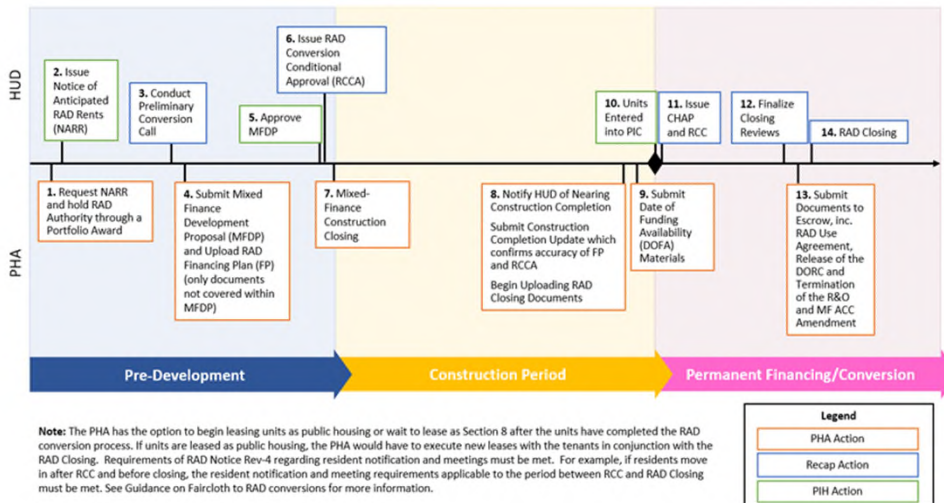 HUD
6. Issue RAD
Conversion
Conditional
Approval (RCCA)
2. Issue
Notice of
Anticipated
RAD Rents
(NARR)
3. Conduct
Preliminary
Conversion
Call
5. Approve
MFDP
10. Units
Entered
into PIC
11. Issue
CHAP
and RCC
12. Finalize
Closing
Reviews
14. RAD Closing
PHA
1. Request NARR
and hold RAD
Authority through a
Portfolio Award
4. Submit Mixed
Finance
Development
Proposal (MFDP)
and Upload RAD
Financing Plan (FP)
(only documents
not covered within
MFDP)
7. Mixed-
Finance
Construction
Closing
8. Notify HUD of Nearing
Construction Completion
Submit Construction
Completion Update which
confirms accuracy of FP
and RCCA
Begin Uploading RAD
Closing Documents
9. Submit
Date of
Funding
Availability
(DOFA)
Materials
13. Submit
Documents to
Escrow, inc.
RAD Use
Agreement,
Release of the
DORC and
Termination
of the R&O
and MF ACC
Amendment
Pre-Development
Construction Period
Permanent Financing/Conversion
Note: The PHA has the option to begin leasing units as public housing or wait to lease as Section 8 after the units have completed the RAD
conversion process. If units are leased as public housing, the PHA would have to execute new leases with the tenants in conjunction with the
RAD Closing. Requirements of RAD Notice Rev-4 regarding resident notification and meetings must be met. For example, if residents move
in after RCC and before closing, the resident notification and meeting requirements applicable to the period between RCC and RAD Closing
must be met. See Guidance on Faircloth to RAD conversions for more information.
Legend
PHA Action
Recap Action
PIH Action